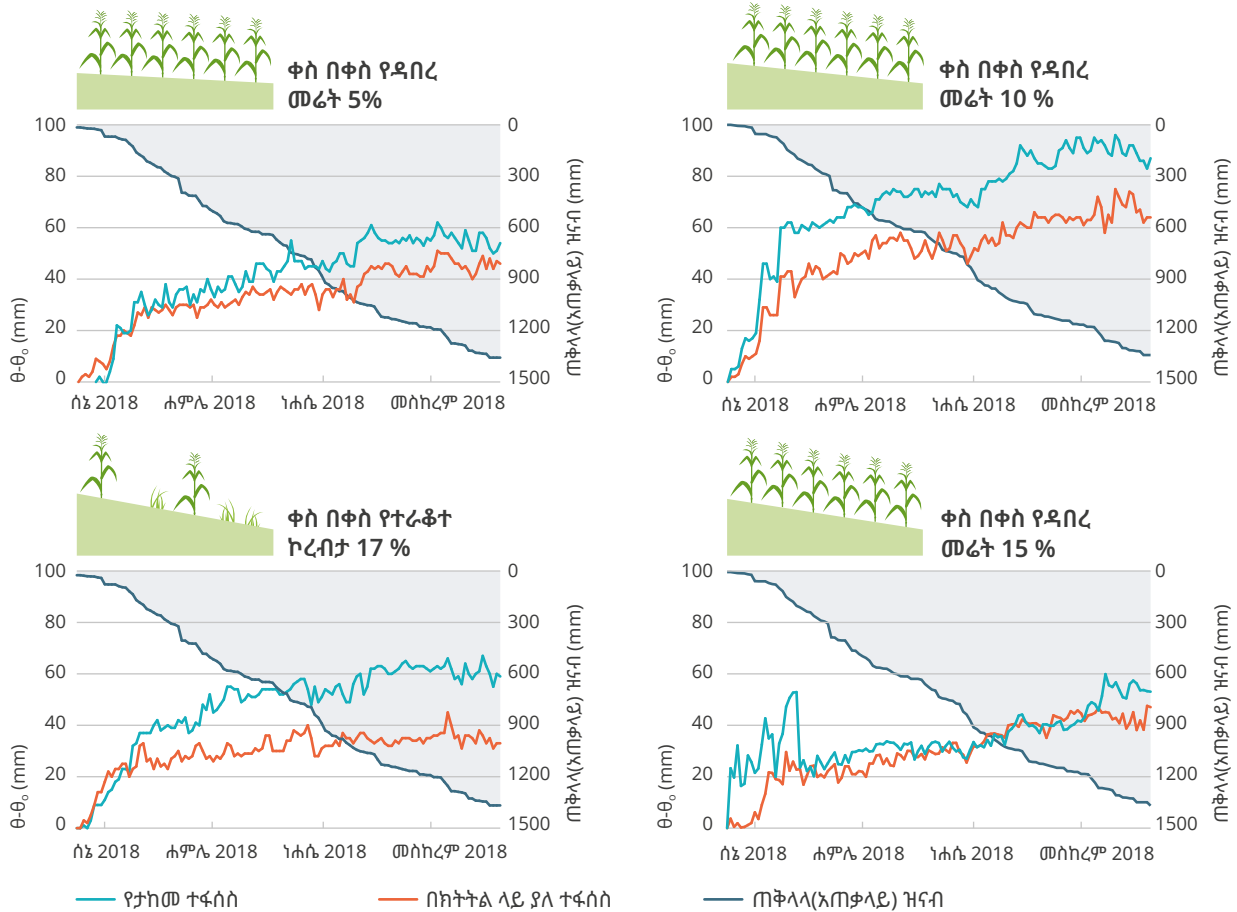 ቀስ በቀስ የዳበረ
መሬት 5%
100
80
60
40
20
0
θ-θₒ (mm)
0
300
600
900
1200
1500
ጠቅላላ(አጠቃላይ) ዝናብ (mm)
ሰኔ 2018
ሐምሌ 2018
ነሐሴ 2018
መስከረም 2018
ቀስ በቀስ የዳበረ
መሬት 10 %
100
80
60
40
20
0
θ-θₒ (mm)
0
300
600
900
1200
1500
ጠቅላላ(አጠቃላይ) ዝናብ (mm)
ሰኔ 2018
ሐምሌ 2018
ነሐሴ 2018
መስከረም 2018
ቀስ በቀስ የተራቆተ
ኮረብታ 17 %
100
80
60
40
20
0
θ-θₒ (mm)
0
300
600
900
1200
1500
ጠቅላላ(አጠቃላይ) ዝናብ (mm)
ሰኔ 2018
ሐምሌ 2018
ነሐሴ 2018
መስከረም 2018
ቀስ በቀስ የዳበረ
መሬት 15 %
100
80
60
40
20
0
θ-θₒ (mm)
0
300
600
900
1200
1500
ጠቅላላ(አጠቃላይ) ዝናብ (mm)
ሰኔ 2018
ሐምሌ 2018
ነሐሴ 2018
መስከረም 2018
የታከመ ተፋሰስ
በክትትል ላይ ያለ ተፋሰስ
ጠቅላላ(አጠቃላይ) ዝናብ